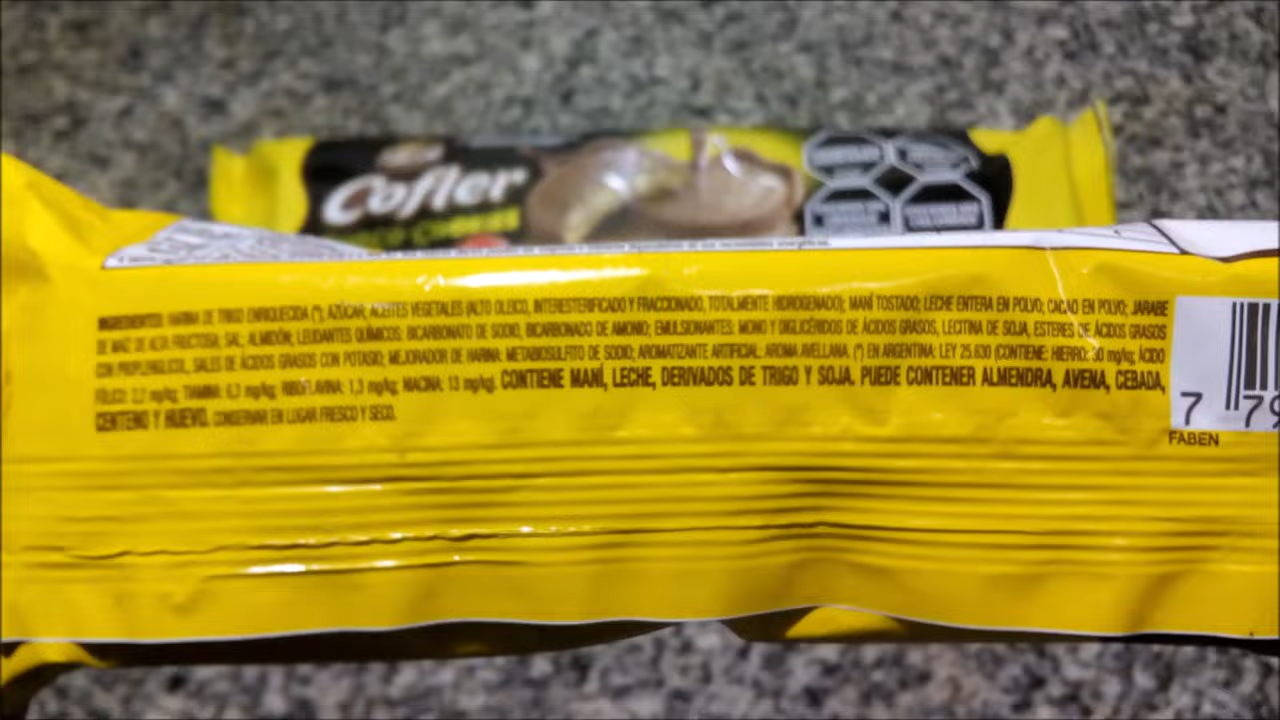 Cofler
INGREDIENTES: HARINA DE TRIGO ENRIQUECIDA (*); AZÚCAR; ACEITES VEGETALES (ALTO OLEICO, INTERESTERIFICADO Y FRACCIONADO, TOTALMENTE HIDROGENADO); MANÍ TOSTADO; LECHE ENTERA EN POLVO; CACAO EN POLVO; JARABE
DE MAÍZ DE ALTA FRUCTOSA; SAL; ALMIDÓN; LEUDANTES QUÍMICOS: BICARBONATO DE SODIO, BICARBONADO DE AMONIO; EMULSIONANTES: MONO Y DIGLICÉRIDOS DE ÁCIDOS GRASOS, LECITINA DE SOJA, ESTERES DE ÁCIDOS GRASOS
CON PROPILENGLICOL, SALES DE ÁCIDOS GRASOS CON POTASIO; MEJORADOR DE HARINA: METABISULFITO DE SODIO; AROMATIZANTE ARTIFICIAL: AROMA AVELLANA. (*) EN ARGENTINA: LEY 25.630 (CONTIENE: HIERRO: 30 mg/kg; ÁCIDO
FÓLICO: 2,2 mg/kg; TIAMINA: 6,3 mg/kg; RIBOFLAVINA: 1,3 mg/kg; NIACINA: 13 mg/kg). CONTIENE MANÍ, LECHE, DERIVADOS DE TRIGO Y SOJA. PUEDE CONTENER ALMENDRA, AVENA, CEBADA,
CENTENO Y HUEVO. CONSERVAR EN LUGAR FRESCO Y SECO.
7 79
FABEN